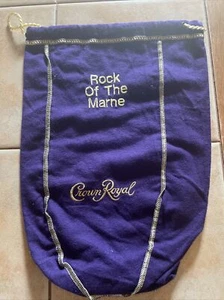 Rock
Of The
Marne
Crown Royal